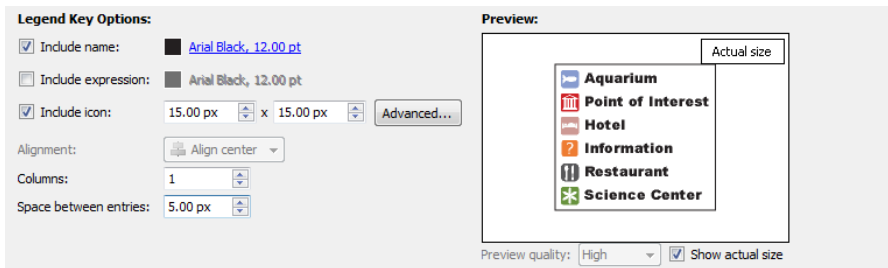 Legend Key Options:
Include name: Arial Black, 12.00 pt
Include expression: Arial Black, 12.00 pt
Include icon: 15.00 px x 15.00 px Advanced...
Alignment: Align center
Columns: 1
Space between entries: 5.00 px
Preview:
Actual size
Aquarium
Point of Interest
Hotel
? Information
Restaurant
Science Center
Preview quality: High Show actual size